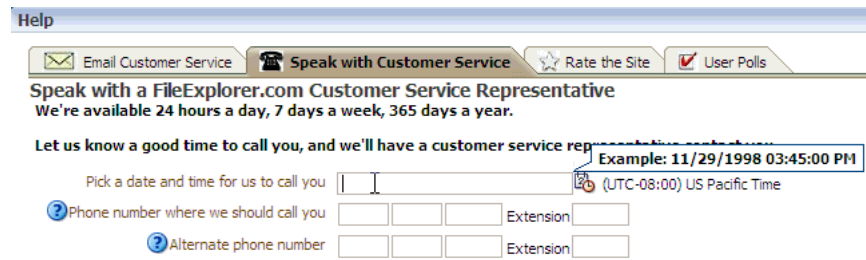 Help
Email Customer Service Speak with Customer Service Rate the Site User Polls
Speak with a FileExplorer.com Customer Service Representative
We're available 24 hours a day, 7 days a week, 365 days a year.
Let us know a good time to call you, and we'll have a customer service representative contact you
Example: 11/29/1998 03:45:00 PM
Pick a date and time for us to call you (UTC-08:00) US Pacific Time
Phone number where we should call you Extension
Alternate phone number Extension